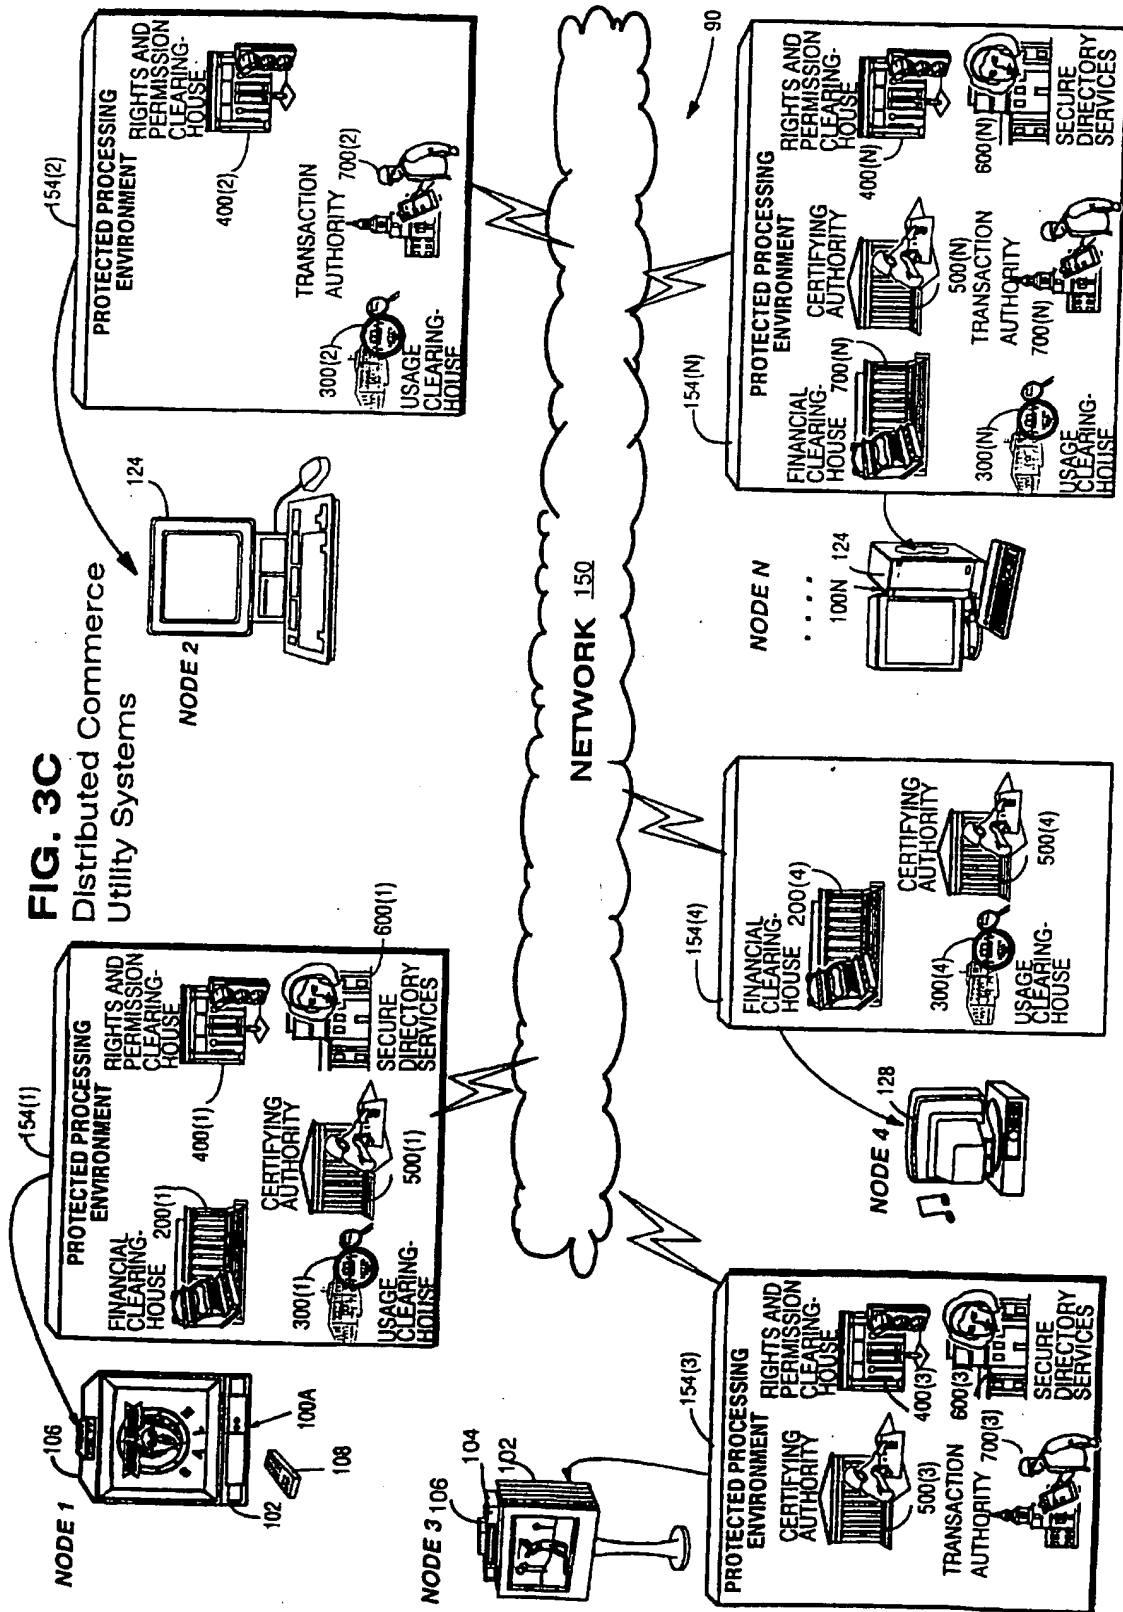 FIG. 3C
Distributed Commerce
Utility Systems
NODE 1
106
102
100A
108
154(1)
PROTECTED PROCESSING
ENVIRONMENT
FINANCIAL
CLEARING-
HOUSE 200(1)
RIGHTS AND
PERMISSION
CLEARING-
HOUSE
400(1)
300(1)
USAGE
CLEARING-
HOUSE
CERTIFYING
AUTHORITY
500(1)
600(1)
SECURE
DIRECTORY
SERVICES
NODE 2
124
154(2)
PROTECTED PROCESSING
ENVIRONMENT
RIGHTS AND
PERMISSION
CLEARING-
HOUSE
400(2)
TRANSACTION
AUTHORITY
700(2)
300(2)
USAGE
CLEARING-
HOUSE
NETWORK 150
90
NODE 3
106
104
102
154(3)
PROTECTED PROCESSING
ENVIRONMENT
CERTIFYING
AUTHORITY
500(3)
RIGHTS AND
PERMISSION
CLEARING-
HOUSE
400(3)
TRANSACTION
AUTHORITY 700(3)
600(3)
SECURE
DIRECTORY
SERVICES
NODE 4
128
154(4)
FINANCIAL
CLEARING-
HOUSE 200(4)
CERTIFYING
AUTHORITY
500(4)
300(4)
USAGE
CLEARING-
HOUSE
NODE N
. . . .
100N
124
154(N)
PROTECTED PROCESSING
ENVIRONMENT
FINANCIAL
CLEARING-
HOUSE 700(N)
CERTIFYING
AUTHORITY
500(N)
RIGHTS AND
PERMISSION
CLEARING-
HOUSE
400(N)
300(N)
USAGE
CLEARING-
HOUSE
TRANSACTION
AUTHORITY
700(N)
600(N)
SECURE
DIRECTORY
SERVICES